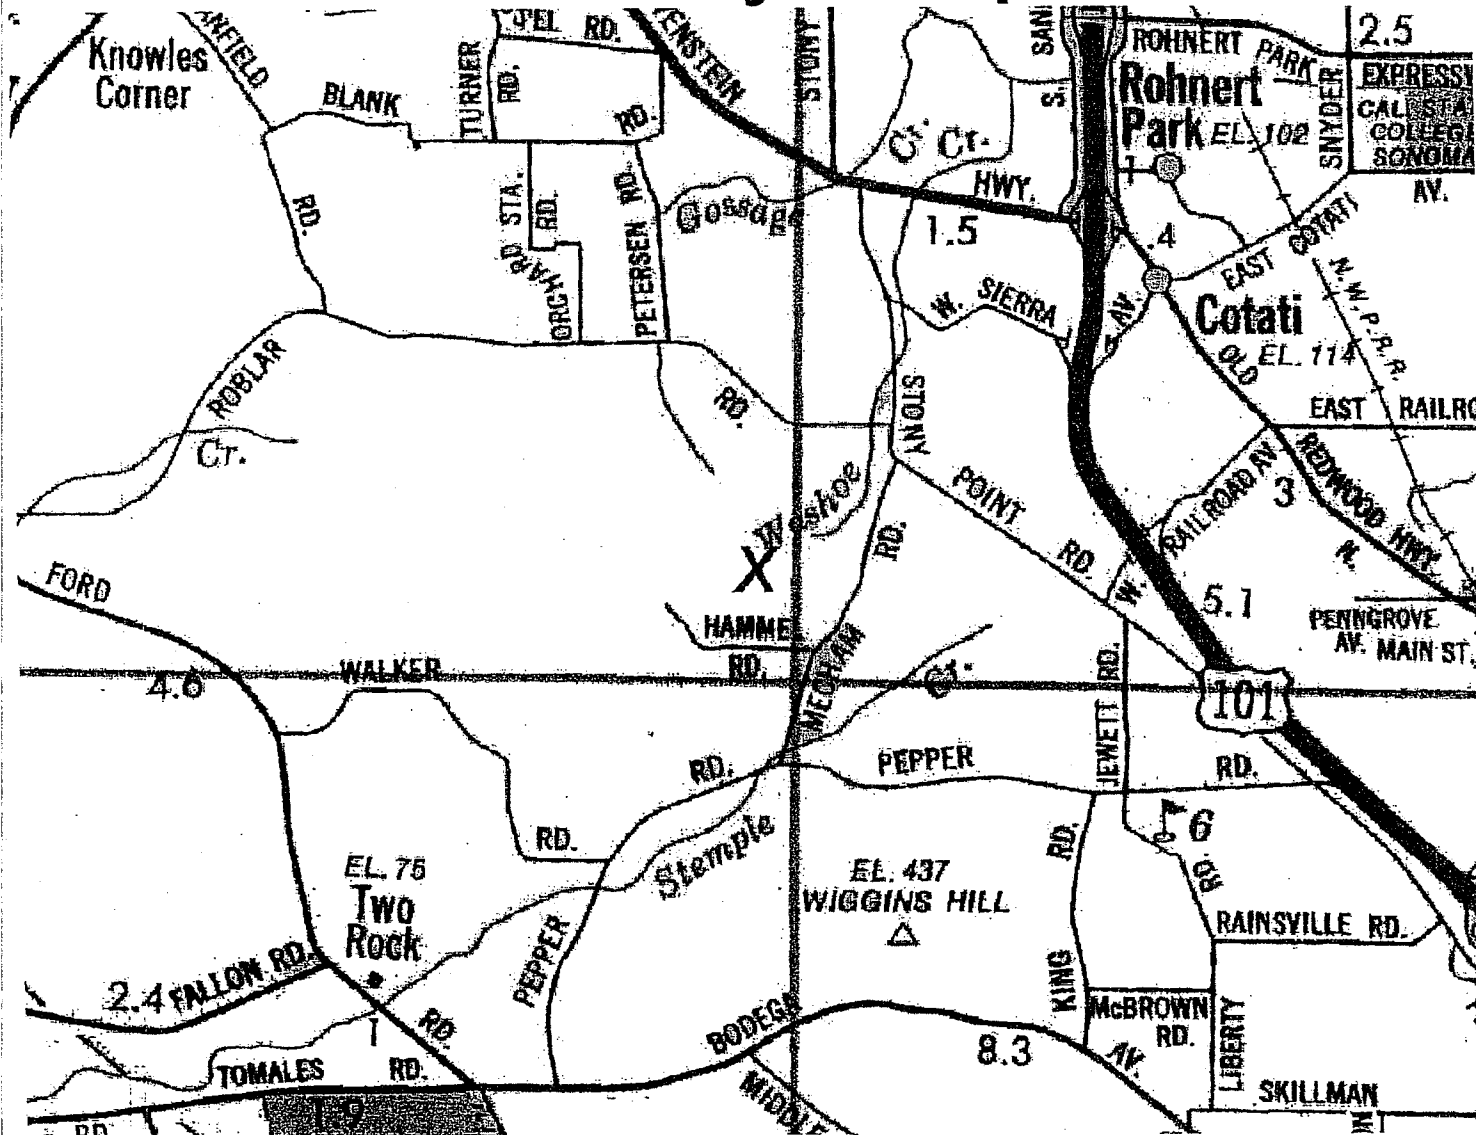 RD.
ENSTEIN
STONY
S.
2.5
ROHNERT PARK
EXPRESS
Knowles
Corner
BLANK
TURNER
RD.
RD.
Rohnert
Park
EL. 102
SNYDER
CAL STA
COLLEGE
SONOMA
1
AV.
Cr.
Cr.
HWY.
1.5
RD.
ORCHARD STA.
RD.
PETERSEN RD.
Gossage
.4
EAST COTATI
W. SIERRA
AV.
Cotati
EL. 114
N.W.P.R.R.
ROBLAR
RD.
STONY
OLD
REDWOOD HWY.
N.
EAST RAILRO
Cr.
POINT
RD.
W.
RAILROAD AV.
3
Washoe
RD.
X
5.1
PENNGROVE
AV. MAIN ST.
FORD
HAMMEL
RD.
MECHAM
Cr.
JEWETT RD.
101
4.6
WALKER
RD.
PEPPER
RD.
RD.
Stemple
6
RD.
RD.
EL. 75
Two
Rock
EL. 437
WIGGINS HILL
RAINSVILLE RD.
KING
PEPPER
2.4
FALLON RD.
1
RD.
BODEGA
8.3
AV.
McBROWN
RD.
LIBERTY
TOMALES RD.
MIDDLE
SKILLMAN
1.9
RD.